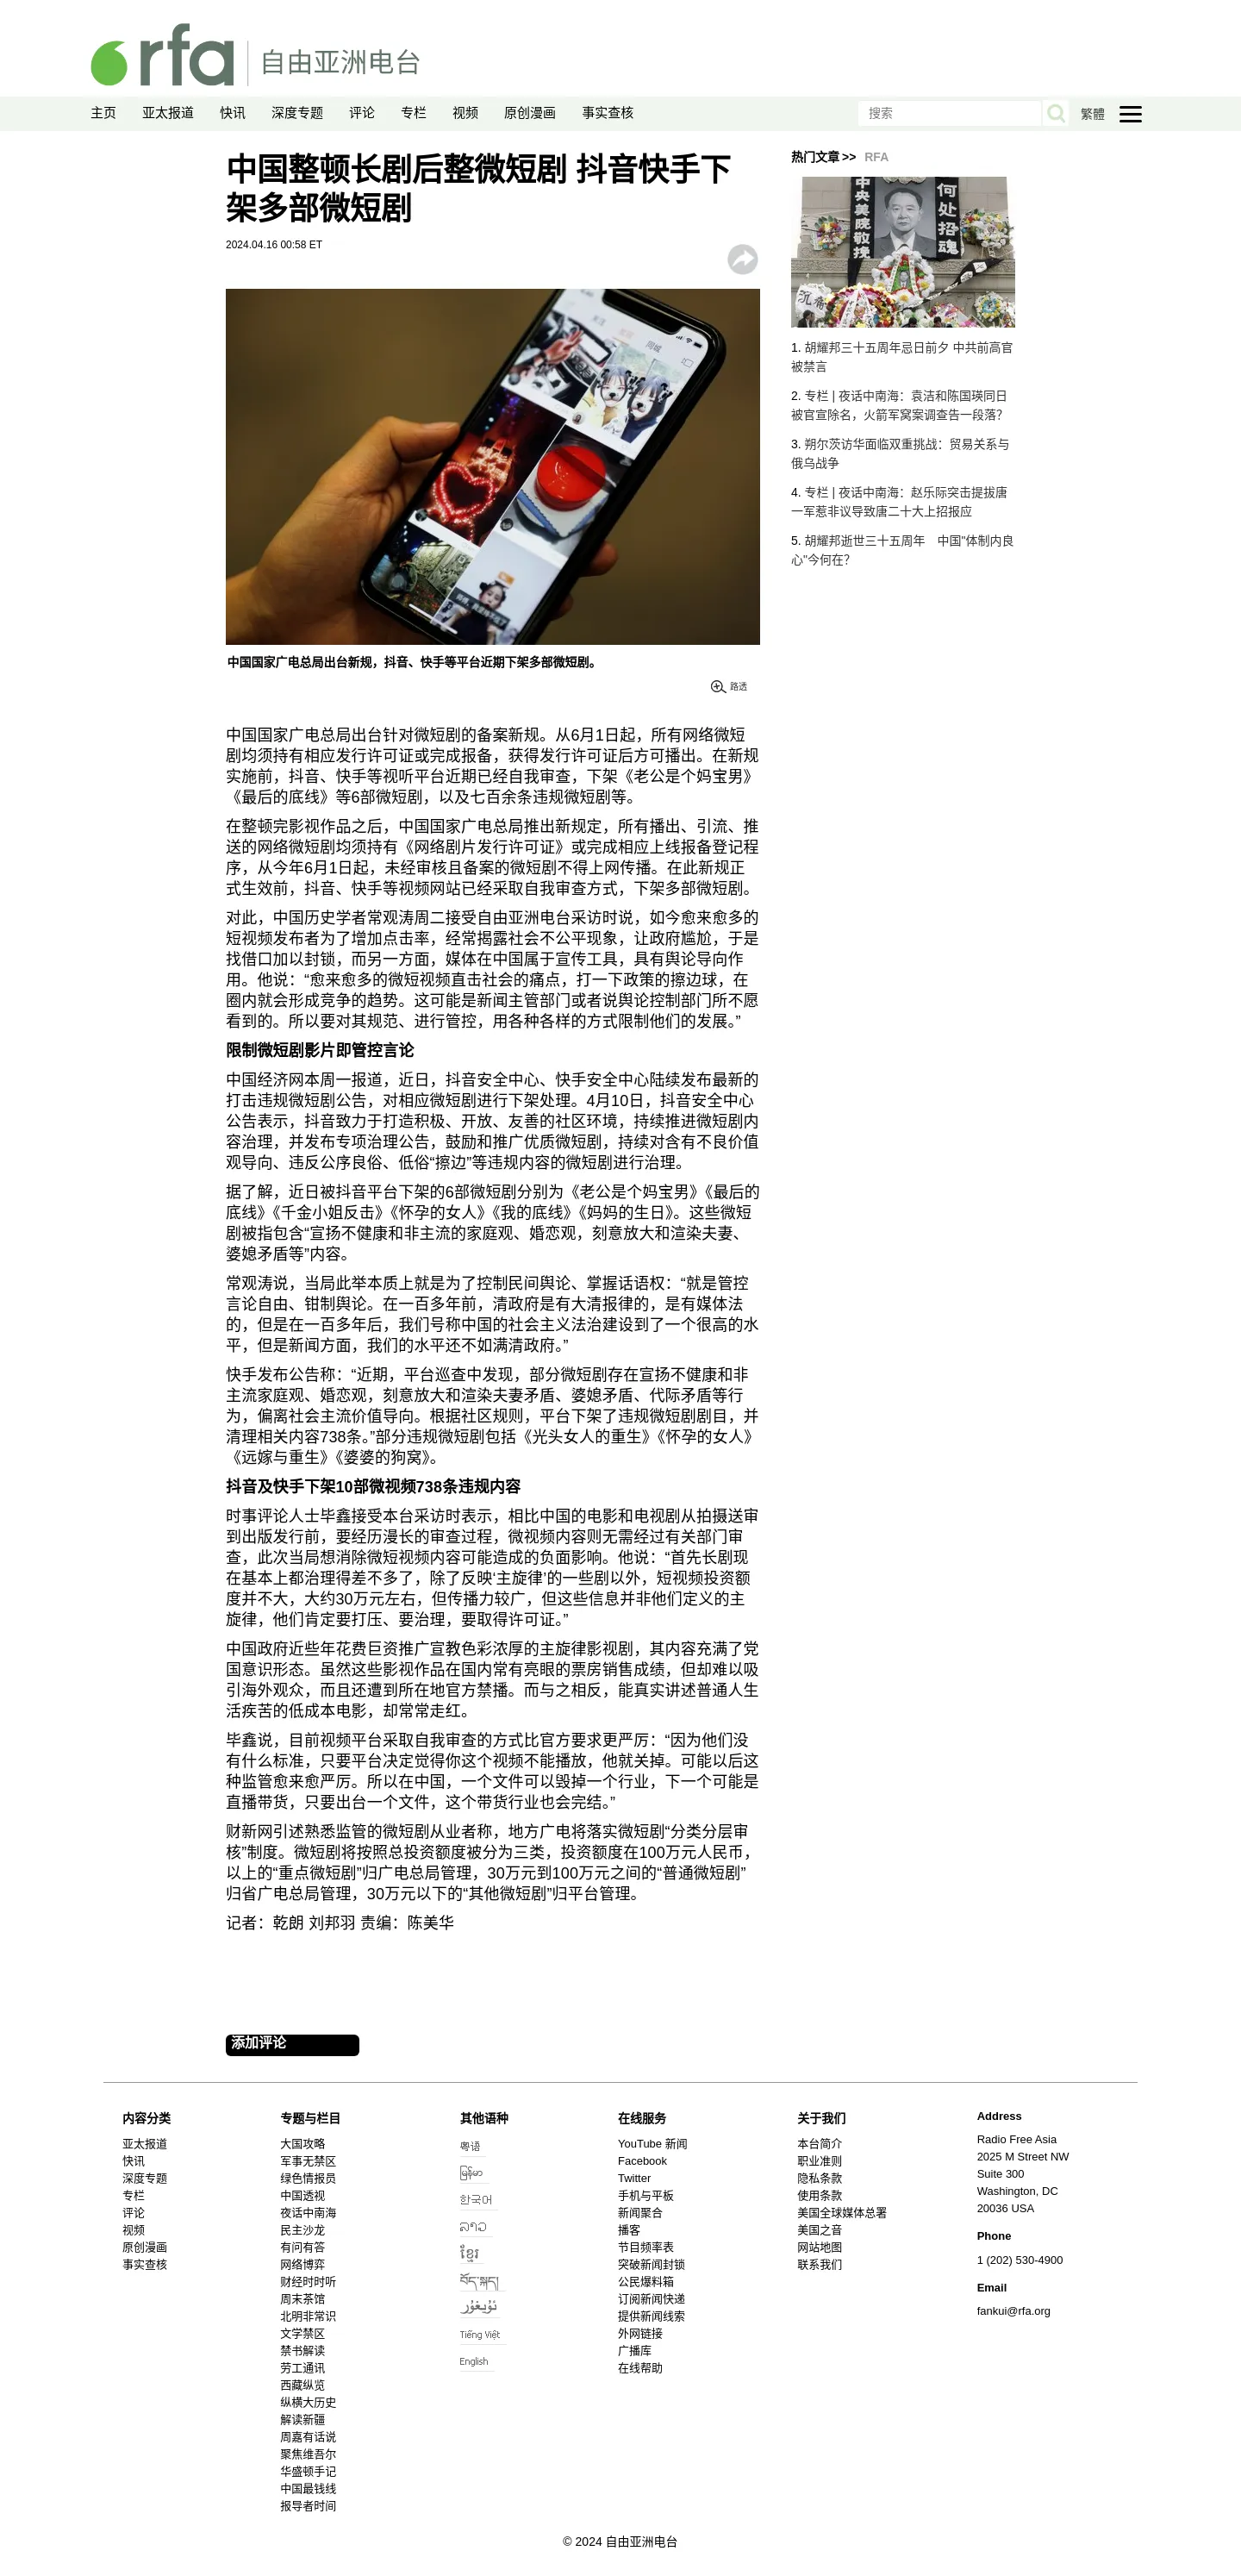 rfa 自由亚洲电台
主页 亚太报道 快讯 深度专题 评论 专栏 视频 原创漫画 事实查核 搜索 繁體
中国整顿长剧后整微短剧 抖音快手下
架多部微短剧
2024.04.16 00:58 ET
中国国家广电总局出台新规，抖音、快手等平台近期下架多部微短剧。
路透
中国国家广电总局出台针对微短剧的备案新规。从6月1日起，所有网络微短
剧均须持有相应发行许可证或完成报备，获得发行许可证后方可播出。在新规
实施前，抖音、快手等视听平台近期已经自我审查，下架《老公是个妈宝男》
《最后的底线》等6部微短剧，以及七百余条违规微短剧等。
在整顿完影视作品之后，中国国家广电总局推出新规定，所有播出、引流、推
送的网络微短剧均须持有《网络剧片发行许可证》或完成相应上线报备登记程
序，从今年6月1日起，未经审核且备案的微短剧不得上网传播。在此新规正
式生效前，抖音、快手等视频网站已经采取自我审查方式，下架多部微短剧。
对此，中国历史学者常观涛周二接受自由亚洲电台采访时说，如今愈来愈多的
短视频发布者为了增加点击率，经常揭露社会不公平现象，让政府尴尬，于是
找借口加以封锁，而另一方面，媒体在中国属于宣传工具，具有舆论导向作
用。他说：“愈来愈多的微短视频直击社会的痛点，打一下政策的擦边球，在
圈内就会形成竞争的趋势。这可能是新闻主管部门或者说舆论控制部门所不愿
看到的。所以要对其规范、进行管控，用各种各样的方式限制他们的发展。”
限制微短剧影片即管控言论
中国经济网本周一报道，近日，抖音安全中心、快手安全中心陆续发布最新的
打击违规微短剧公告，对相应微短剧进行下架处理。4月10日，抖音安全中心
公告表示，抖音致力于打造积极、开放、友善的社区环境，持续推进微短剧内
容治理，并发布专项治理公告，鼓励和推广优质微短剧，持续对含有不良价值
观导向、违反公序良俗、低俗“擦边”等违规内容的微短剧进行治理。
据了解，近日被抖音平台下架的6部微短剧分别为《老公是个妈宝男》《最后的
底线》《千金小姐反击》《怀孕的女人》《我的底线》《妈妈的生日》。这些微短
剧被指包含“宣扬不健康和非主流的家庭观、婚恋观，刻意放大和渲染夫妻、
婆媳矛盾等”内容。
常观涛说，当局此举本质上就是为了控制民间舆论、掌握话语权：“就是管控
言论自由、钳制舆论。在一百多年前，清政府是有大清报律的，是有媒体法
的，但是在一百多年后，我们号称中国的社会主义法治建设到了一个很高的水
平，但是新闻方面，我们的水平还不如满清政府。”
快手发布公告称：“近期，平台巡查中发现，部分微短剧存在宣扬不健康和非
主流家庭观、婚恋观，刻意放大和渲染夫妻矛盾、婆媳矛盾、代际矛盾等行
为，偏离社会主流价值导向。根据社区规则，平台下架了违规微短剧剧目，并
清理相关内容738条。”部分违规微短剧包括《光头女人的重生》《怀孕的女人》
《远嫁与重生》《婆婆的狗窝》。
抖音及快手下架10部微视频738条违规内容
时事评论人士毕鑫接受本台采访时表示，相比中国的电影和电视剧从拍摄送审
到出版发行前，要经历漫长的审查过程，微视频内容则无需经过有关部门审
查，此次当局想消除微短视频内容可能造成的负面影响。他说：“首先长剧现
在基本上都治理得差不多了，除了反映‘主旋律’的一些剧以外，短视频投资额
度并不大，大约30万元左右，但传播力较广，但这些信息并非他们定义的主
旋律，他们肯定要打压、要治理，要取得许可证。”
中国政府近些年花费巨资推广宣教色彩浓厚的主旋律影视剧，其内容充满了党
国意识形态。虽然这些影视作品在国内常有亮眼的票房销售成绩，但却难以吸
引海外观众，而且还遭到所在地官方禁播。而与之相反，能真实讲述普通人生
活疾苦的低成本电影，却常常走红。
毕鑫说，目前视频平台采取自我审查的方式比官方要求更严厉：“因为他们没
有什么标准，只要平台决定觉得你这个视频不能播放，他就关掉。可能以后这
种监管愈来愈严厉。所以在中国，一个文件可以毁掉一个行业，下一个可能是
直播带货，只要出台一个文件，这个带货行业也会完结。”
财新网引述熟悉监管的微短剧从业者称，地方广电将落实微短剧“分类分层审
核”制度。微短剧将按照总投资额度被分为三类，投资额度在100万元人民币，
以上的“重点微短剧”归广电总局管理，30万元到100万元之间的“普通微短剧”
归省广电总局管理，30万元以下的“其他微短剧”归平台管理。
记者：乾朗 刘邦羽 责编：陈美华
添加评论
热门文章 >> RFA
中央美院敬挽
何处招魂
沉痛
1. 胡耀邦三十五周年忌日前夕 中共前高官
被禁言
2. 专栏 | 夜话中南海：袁洁和陈国瑛同日
被官宣除名，火箭军窝案调查告一段落？
3. 朔尔茨访华面临双重挑战：贸易关系与
俄乌战争
4. 专栏 | 夜话中南海：赵乐际突击提拔唐
一军惹非议导致唐二十大上招报应
5. 胡耀邦逝世三十五周年　中国“体制内良
心”今何在？
内容分类
亚太报道
快讯
深度专题
专栏
评论
视频
原创漫画
事实查核
专题与栏目
大国攻略
军事无禁区
绿色情报员
中国透视
夜话中南海
民主沙龙
有问有答
网络博弈
财经时时听
周末茶馆
北明非常识
文学禁区
禁书解读
劳工通讯
西藏纵览
纵横大历史
解读新疆
周嘉有话说
聚焦维吾尔
华盛顿手记
中国最钱线
报导者时间
其他语种
粤语
မြန်မာ
한국어
ລາວ
ខ្មែរ
བོད་སྐད།
ئۇيغۇر
Tiếng Việt
English
在线服务
YouTube 新闻
Facebook
Twitter
手机与平板
新闻聚合
播客
节目频率表
突破新闻封锁
公民爆料箱
订阅新闻快递
提供新闻线索
外网链接
广播库
在线帮助
关于我们
本台简介
职业准则
隐私条款
使用条款
美国全球媒体总署
美国之音
网站地图
联系我们
Address
Radio Free Asia
2025 M Street NW
Suite 300
Washington, DC
20036 USA
Phone
1 (202) 530-4900
Email
fankui@rfa.org
© 2024 自由亚洲电台